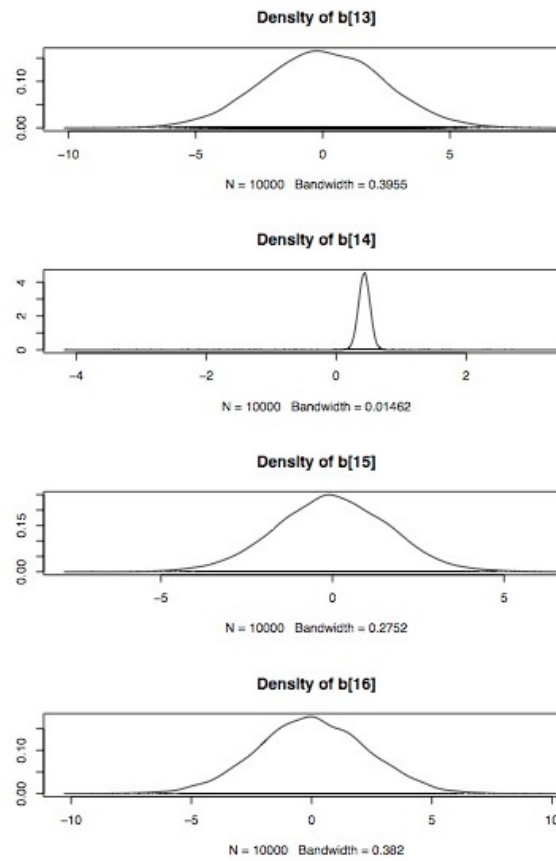 Density of b[13]
0.10
0.00
−10 −5 0 5
N = 10000 Bandwidth = 0.3955
Density of b[14]
4
2
0
−4 −2 0 2
N = 10000 Bandwidth = 0.01462
Density of b[15]
0.15
0.00
−5 0 5
N = 10000 Bandwidth = 0.2752
Density of b[16]
0.10
0.00
−10 −5 0 5 10
N = 10000 Bandwidth = 0.382